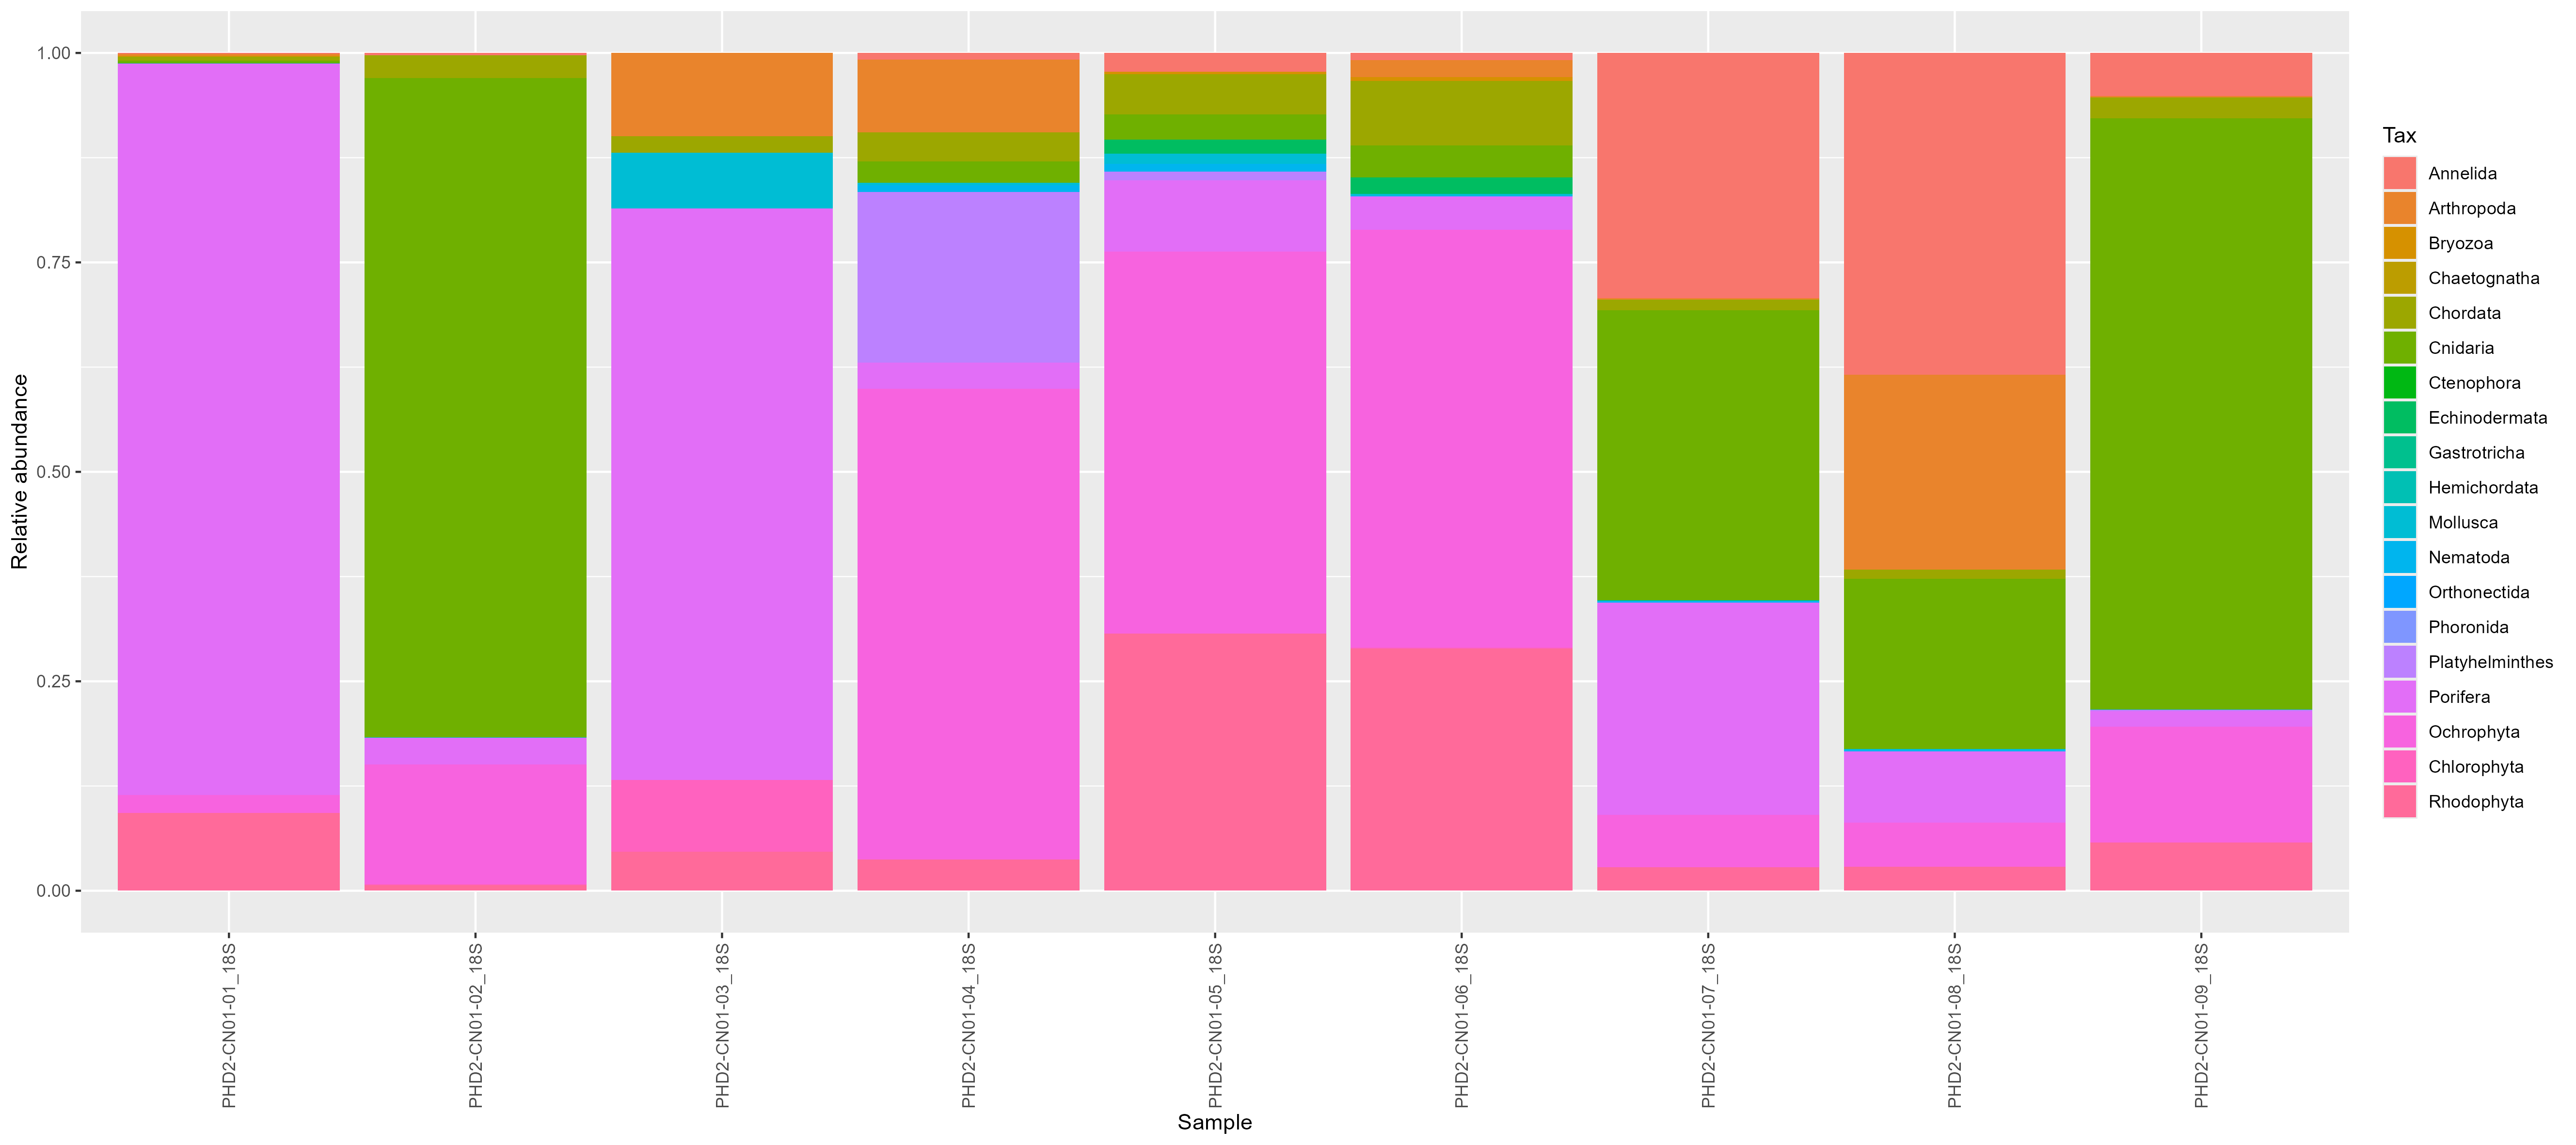 1.00
0.75
0.50
0.25
0.00
Relative abundance
PHD2-CN01-01_18S
PHD2-CN01-02_18S
PHD2-CN01-03_18S
PHD2-CN01-04_18S
PHD2-CN01-05_18S
PHD2-CN01-06_18S
PHD2-CN01-07_18S
PHD2-CN01-08_18S
PHD2-CN01-09_18S
Sample
Tax
Annelida
Arthropoda
Bryozoa
Chaetognatha
Chordata
Cnidaria
Ctenophora
Echinodermata
Gastrotricha
Hemichordata
Mollusca
Nematoda
Orthonectida
Phoronida
Platyhelminthes
Porifera
Ochrophyta
Chlorophyta
Rhodophyta